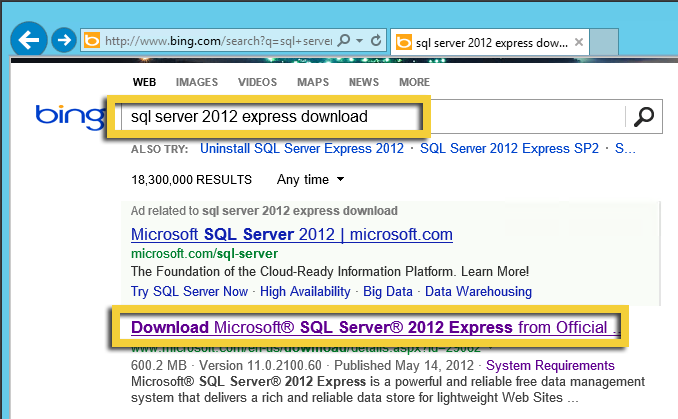 http://www.bing.com/search?q=sql+server
sql server 2012 express dow...
WEB IMAGES VIDEOS MAPS NEWS MORE
bing
sql server 2012 express download
ALSO TRY: Uninstall SQL Server Express 2012 · SQL Server 2012 Express SP2 · S...
18,300,000 RESULTS Any time
Ad related to sql server 2012 express download
Microsoft SQL Server 2012 | microsoft.com
microsoft.com/sql-server
The Foundation of the Cloud-Ready Information Platform. Learn More!
Try SQL Server Now · High Availability · Big Data · Data Warehousing
Download Microsoft® SQL Server® 2012 Express from Official ...
www.microsoft.com/en-us/download/details.aspx?id=29062
600.2 MB · Version 11.0.2100.60 · Published May 14, 2012 · System Requirements
Microsoft® SQL Server® 2012 Express is a powerful and reliable free data management
system that delivers a rich and reliable data store for lightweight Web Sites ...